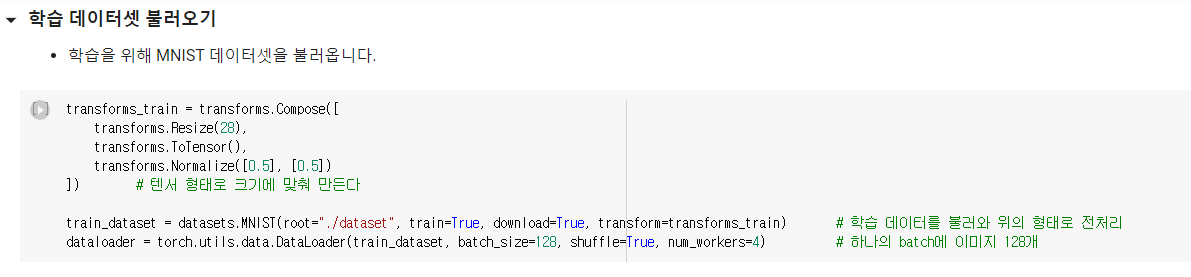 학습 데이터셋 불러오기
학습을 위해 MNIST 데이터셋을 불러옵니다.
transforms_train = transforms.Compose([
    transforms.Resize(28),
    transforms.ToTensor(),
    transforms.Normalize([0.5], [0.5])
])        # 텐서 형태로 크기에 맞춰 만든다
train_dataset = datasets.MNIST(root="./dataset", train=True, download=True, transform=transforms_train)        # 학습 데이터를 불러와 위의 형태로 전처리
dataloader = torch.utils.data.DataLoader(train_dataset, batch_size=128, shuffle=True, num_workers=4)        # 하나의 batch에 이미지 128개